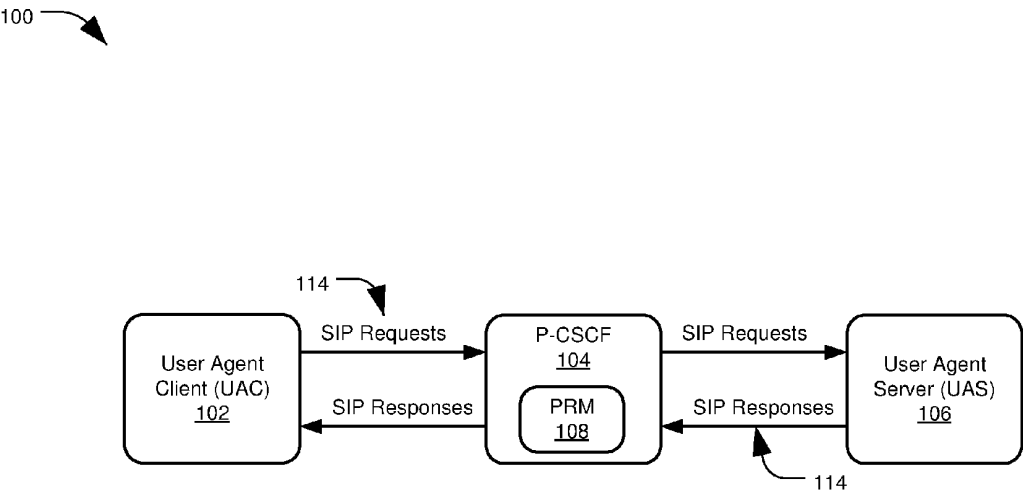 100
114
SIP Requests
P-CSCF
104
SIP Requests
User Agent
Client (UAC)
102
User Agent
Server (UAS)
106
SIP Responses
PRM
108
SIP Responses
114